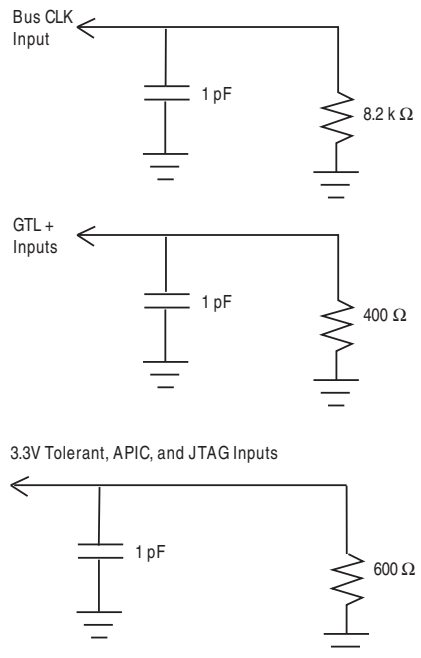 Bus CLK
Input
1 pF
8.2 k Ω
GTL +
Inputs
1 pF
400 Ω
3.3V Tolerant, APIC, and JTAG Inputs
1 pF
600 Ω